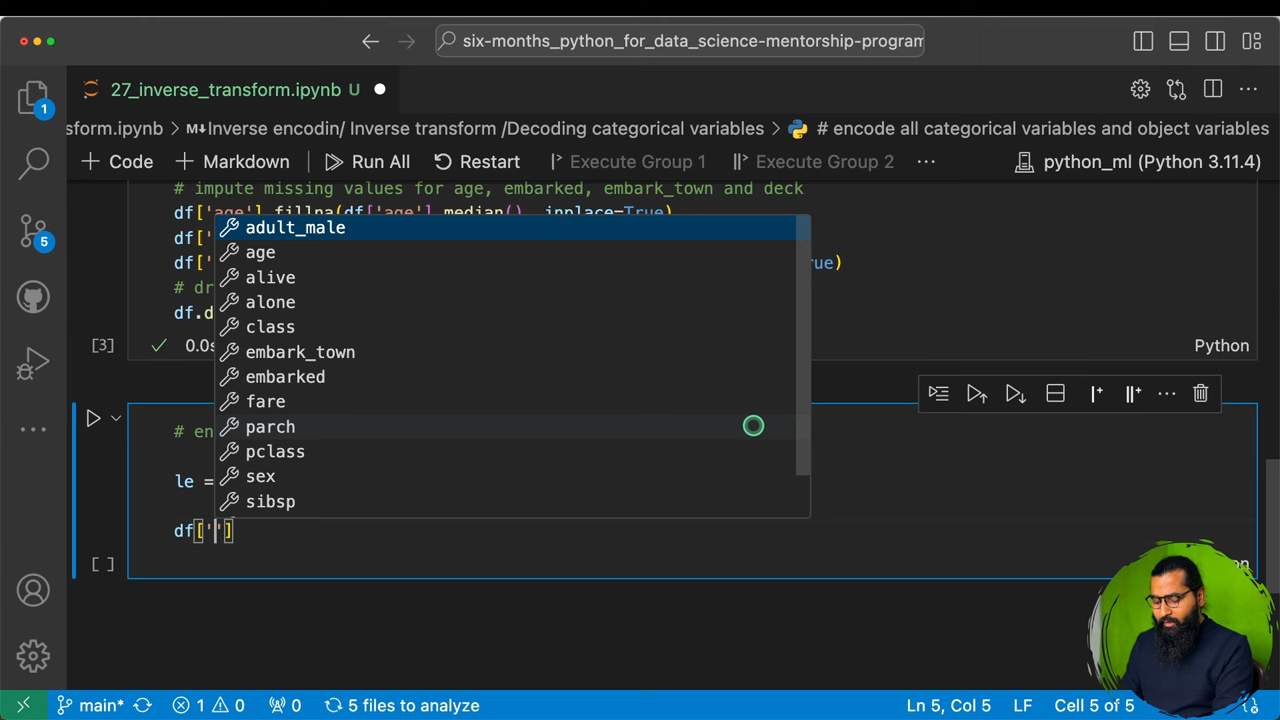 six-months_python_for_data_science-mentorship-program
27_inverse_transform.ipynb U
sform.ipynb > M↓Inverse encodin/ Inverse transform /Decoding categorical variables > # encode all categorical variables and object variables
+ Code + Markdown Run All Restart Execute Group 1 Execute Group 2 ... python_ml (Python 3.11.4)
# impute missing values for age, embarked, embark_town and deck
df['age'].fillna(df['age'].median(), inplace=True)
df['
df[' rue)
# dr
df.d
[3] 0.0s Python
adult_male
age
alive
alone
class
embark_town
embarked
fare
parch
pclass
sex
sibsp
# en
le =
df['']
[ ]
1
5
main* 1 0 0 5 files to analyze Ln 5, Col 5 LF Cell 5 of 5